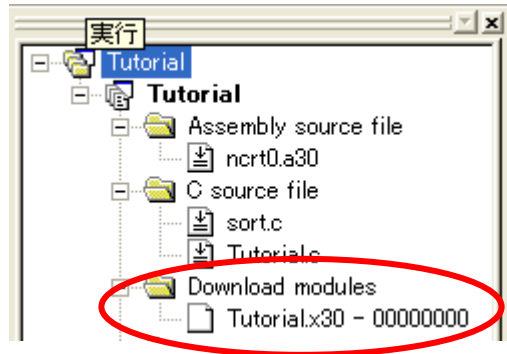 実行
Tutorial
Tutorial
Assembly source file
ncrt0.a30
C source file
sort.c
Tutorial.c
Download modules
Tutorial.x30 - 00000000